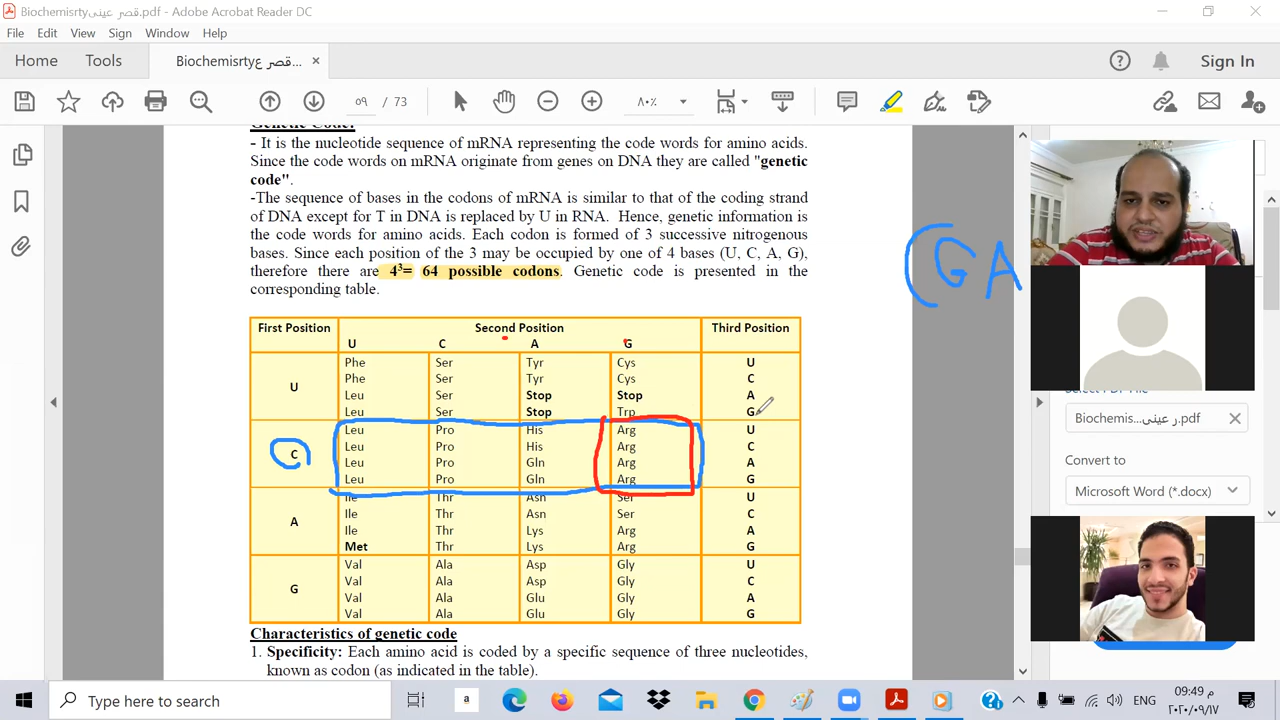 Biochemisrtyقصر عينى.pdf - Adobe Acrobat Reader DC
File Edit View Sign Window Help
Home Tools Biochemisrtyقصر ع... × Sign In
٥٩ / 73 ٨٠٪
Genetic Code:
- It is the nucleotide sequence of mRNA representing the code words for amino acids.
Since the code words on mRNA originate from genes on DNA they are called "genetic
code".
-The sequence of bases in the codons of mRNA is similar to that of the coding strand
of DNA except for T in DNA is replaced by U in RNA. Hence, genetic information is
the code words for amino acids. Each codon is formed of 3 successive nitrogenous
bases. Since each position of the 3 may be occupied by one of 4 bases (U, C, A, G),
therefore there are 4³= 64 possible codons. Genetic code is presented in the
corresponding table.
(GA
First Position Second Position Third Position
U C A G
Phe Ser Tyr Cys U
Phe Ser Tyr Cys C
U
Leu Ser Stop Stop A
Leu Ser Stop Trp G
Leu Pro His Arg U
Leu Pro His Arg C
C
Leu Pro Gln Arg A
Leu Pro Gln Arg G
Ile Thr Asn Ser U
Ile Thr Asn Ser C
A
Ile Thr Lys Arg A
Met Thr Lys Arg G
Val Ala Asp Gly U
Val Ala Asp Gly C
G
Val Ala Glu Gly A
Val Ala Glu Gly G
Characteristics of genetic code
1. Specificity: Each amino acid is coded by a specific sequence of three nucleotides,
known as codon (as indicated in the table).
Biochemis...ر عينى.pdf
Convert to
Microsoft Word (*.docx)
Type here to search
a
ENG
09:49 م
٢٠٢٠/٠٩/١٧